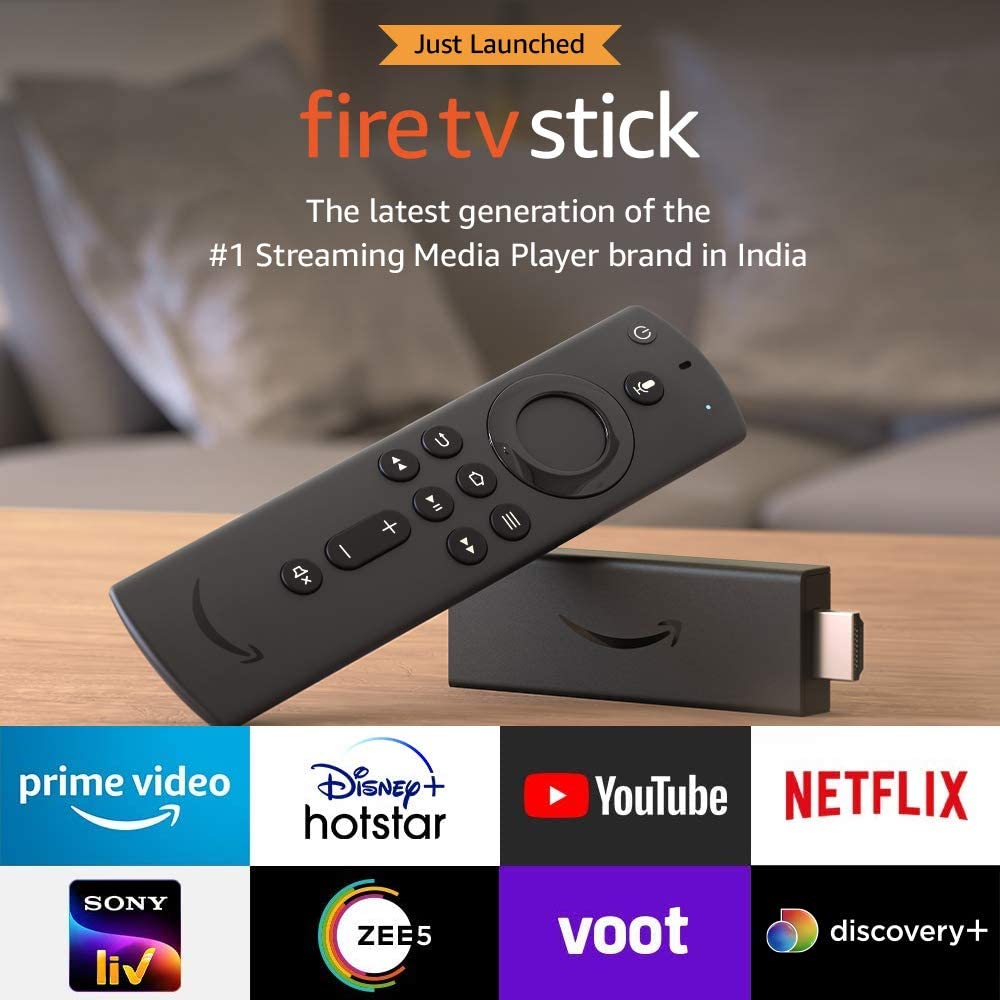 Just Launched
fire tv stick
The latest generation of the
#1 Streaming Media Player brand in India
prime video
Disney+
hotstar
YouTube
NETFLIX
SONY
liv
ZEE5
voot
discovery+